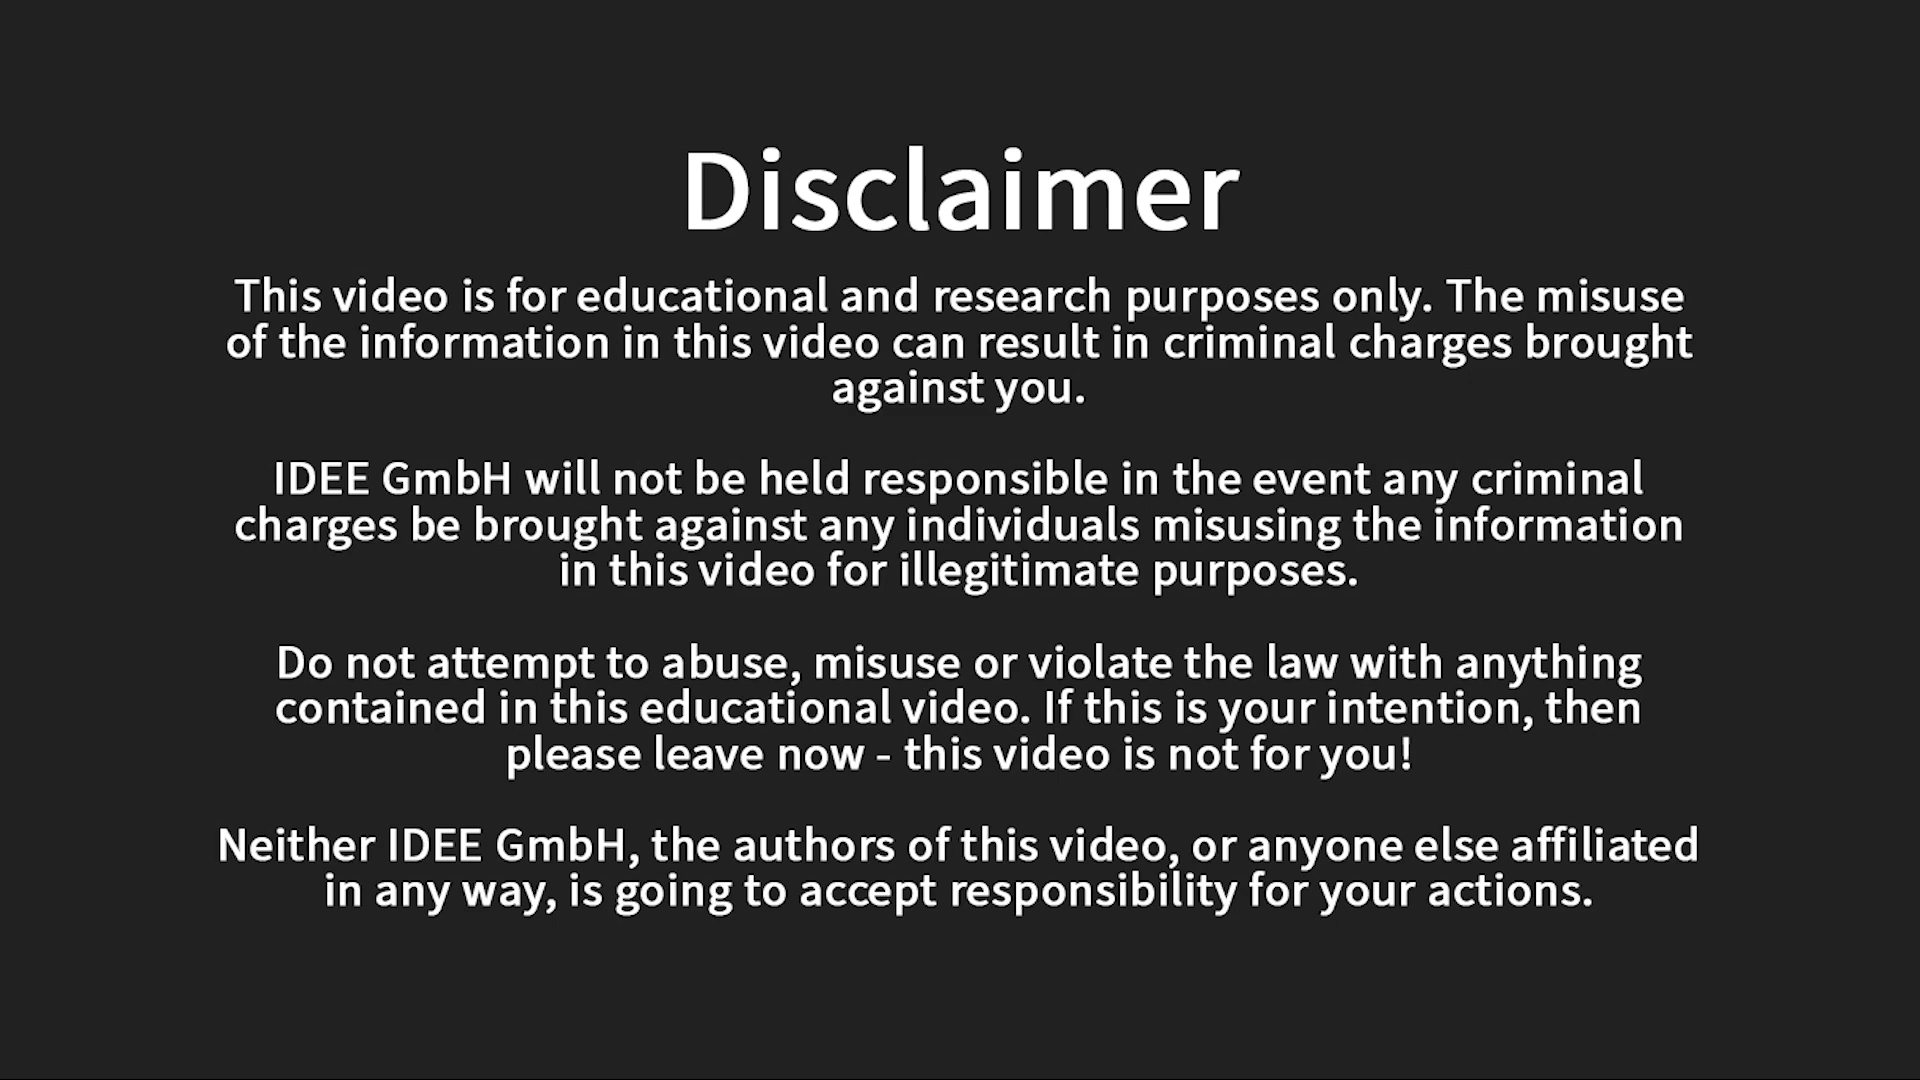 Disclaimer
This video is for educational and research purposes only. The misuse
of the information in this video can result in criminal charges brought
against you.
IDEE GmbH will not be held responsible in the event any criminal
charges be brought against any individuals misusing the information
in this video for illegitimate purposes.
Do not attempt to abuse, misuse or violate the law with anything
contained in this educational video. If this is your intention, then
please leave now - this video is not for you!
Neither IDEE GmbH, the authors of this video, or anyone else affiliated
in any way, is going to accept responsibility for your actions.